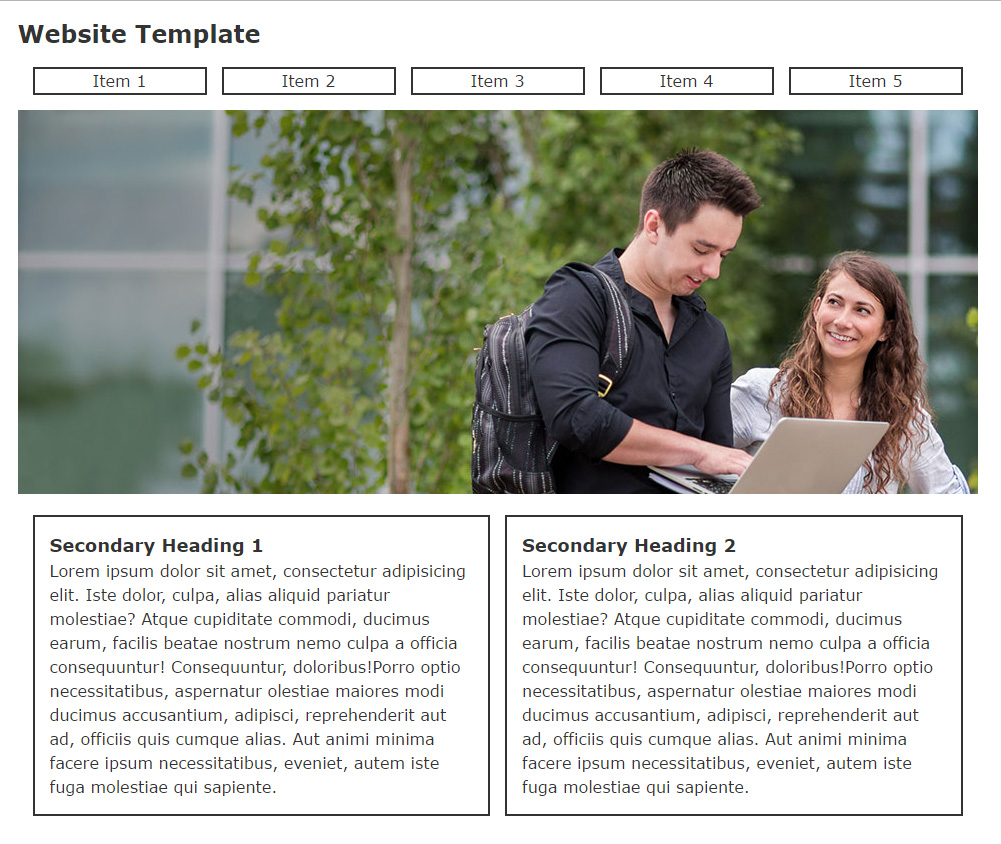 Website Template
Item 1
Item 2
Item 3
Item 4
Item 5
Secondary Heading 1
Lorem ipsum dolor sit amet, consectetur adipisicing
elit. Iste dolor, culpa, alias aliquid pariatur
molestiae? Atque cupiditate commodi, ducimus
earum, facilis beatae nostrum nemo culpa a officia
consequuntur! Consequuntur, doloribus!Porro optio
necessitatibus, aspernatur olestiae maiores modi
ducimus accusantium, adipisci, reprehenderit aut
ad, officiis quis cumque alias. Aut animi minima
facere ipsum necessitatibus, eveniet, autem iste
fuga molestiae qui sapiente.
Secondary Heading 2
Lorem ipsum dolor sit amet, consectetur adipisicing
elit. Iste dolor, culpa, alias aliquid pariatur
molestiae? Atque cupiditate commodi, ducimus
earum, facilis beatae nostrum nemo culpa a officia
consequuntur! Consequuntur, doloribus!Porro optio
necessitatibus, aspernatur olestiae maiores modi
ducimus accusantium, adipisci, reprehenderit aut
ad, officiis quis cumque alias. Aut animi minima
facere ipsum necessitatibus, eveniet, autem iste
fuga molestiae qui sapiente.